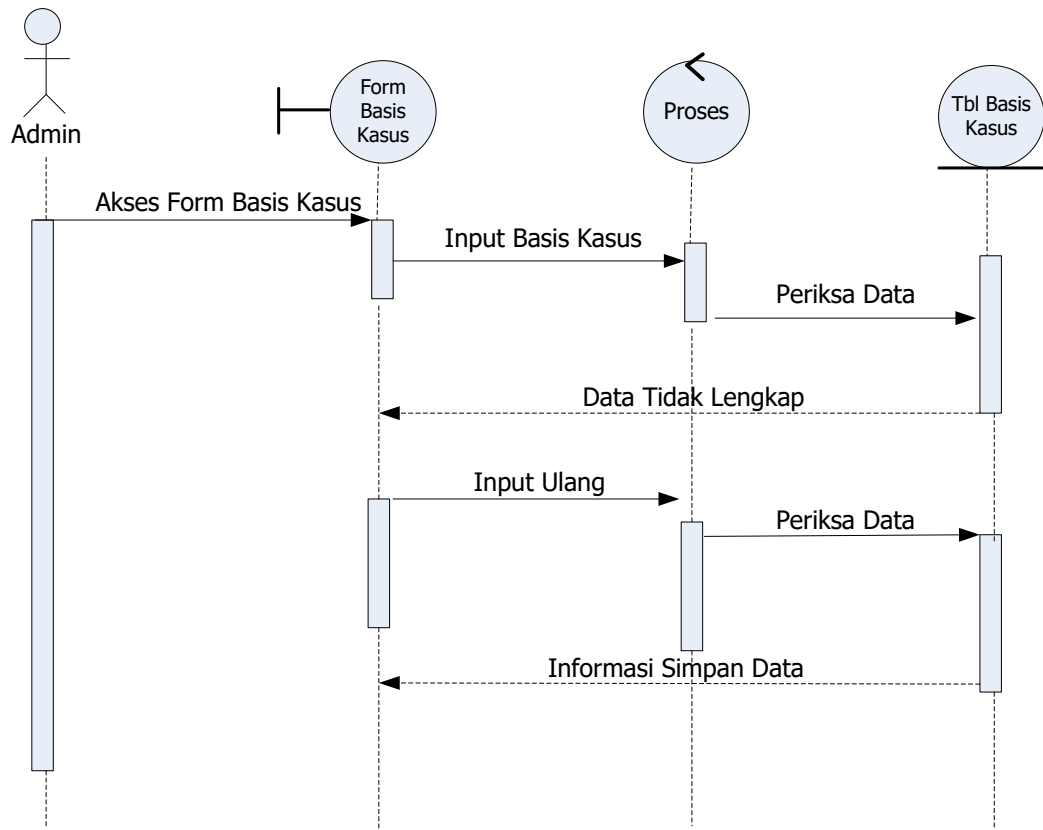 Admin
Form
Basis
Kasus
Proses
Tbl Basis
Kasus
Akses Form Basis Kasus
Input Basis Kasus
Periksa Data
Data Tidak Lengkap
Input Ulang
Periksa Data
Informasi Simpan Data